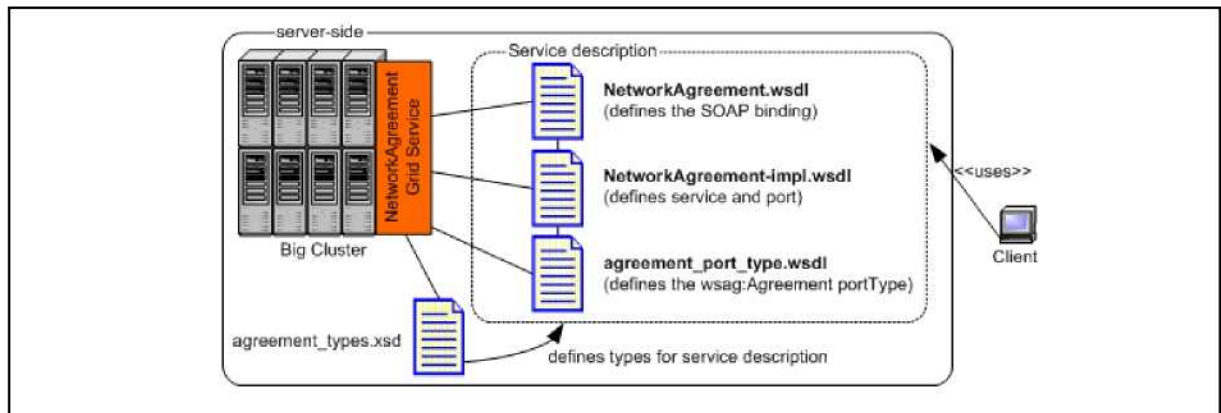 server-side
Service description
NetworkAgreement
Grid Service
NetworkAgreement.wsdl
(defines the SOAP binding)
NetworkAgreement-impl.wsdl
(defines service and port)
agreement_port_type.wsdl
(defines the wsag:Agreement portType)
Big Cluster
agreement_types.xsd
defines types for service description
<<uses>>
Client